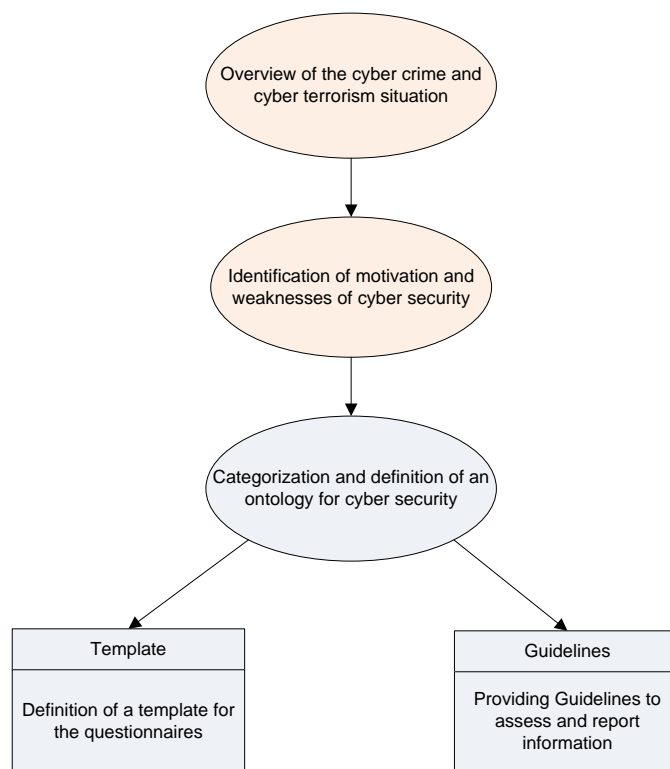 Overview of the cyber crime and
cyber terrorism situation
Identification of motivation and
weaknesses of cyber security
Categorization and definition of an
ontology for cyber security
Template
Definition of a template for
the questionnaires
Guidelines
Providing Guidelines to
assess and report
information